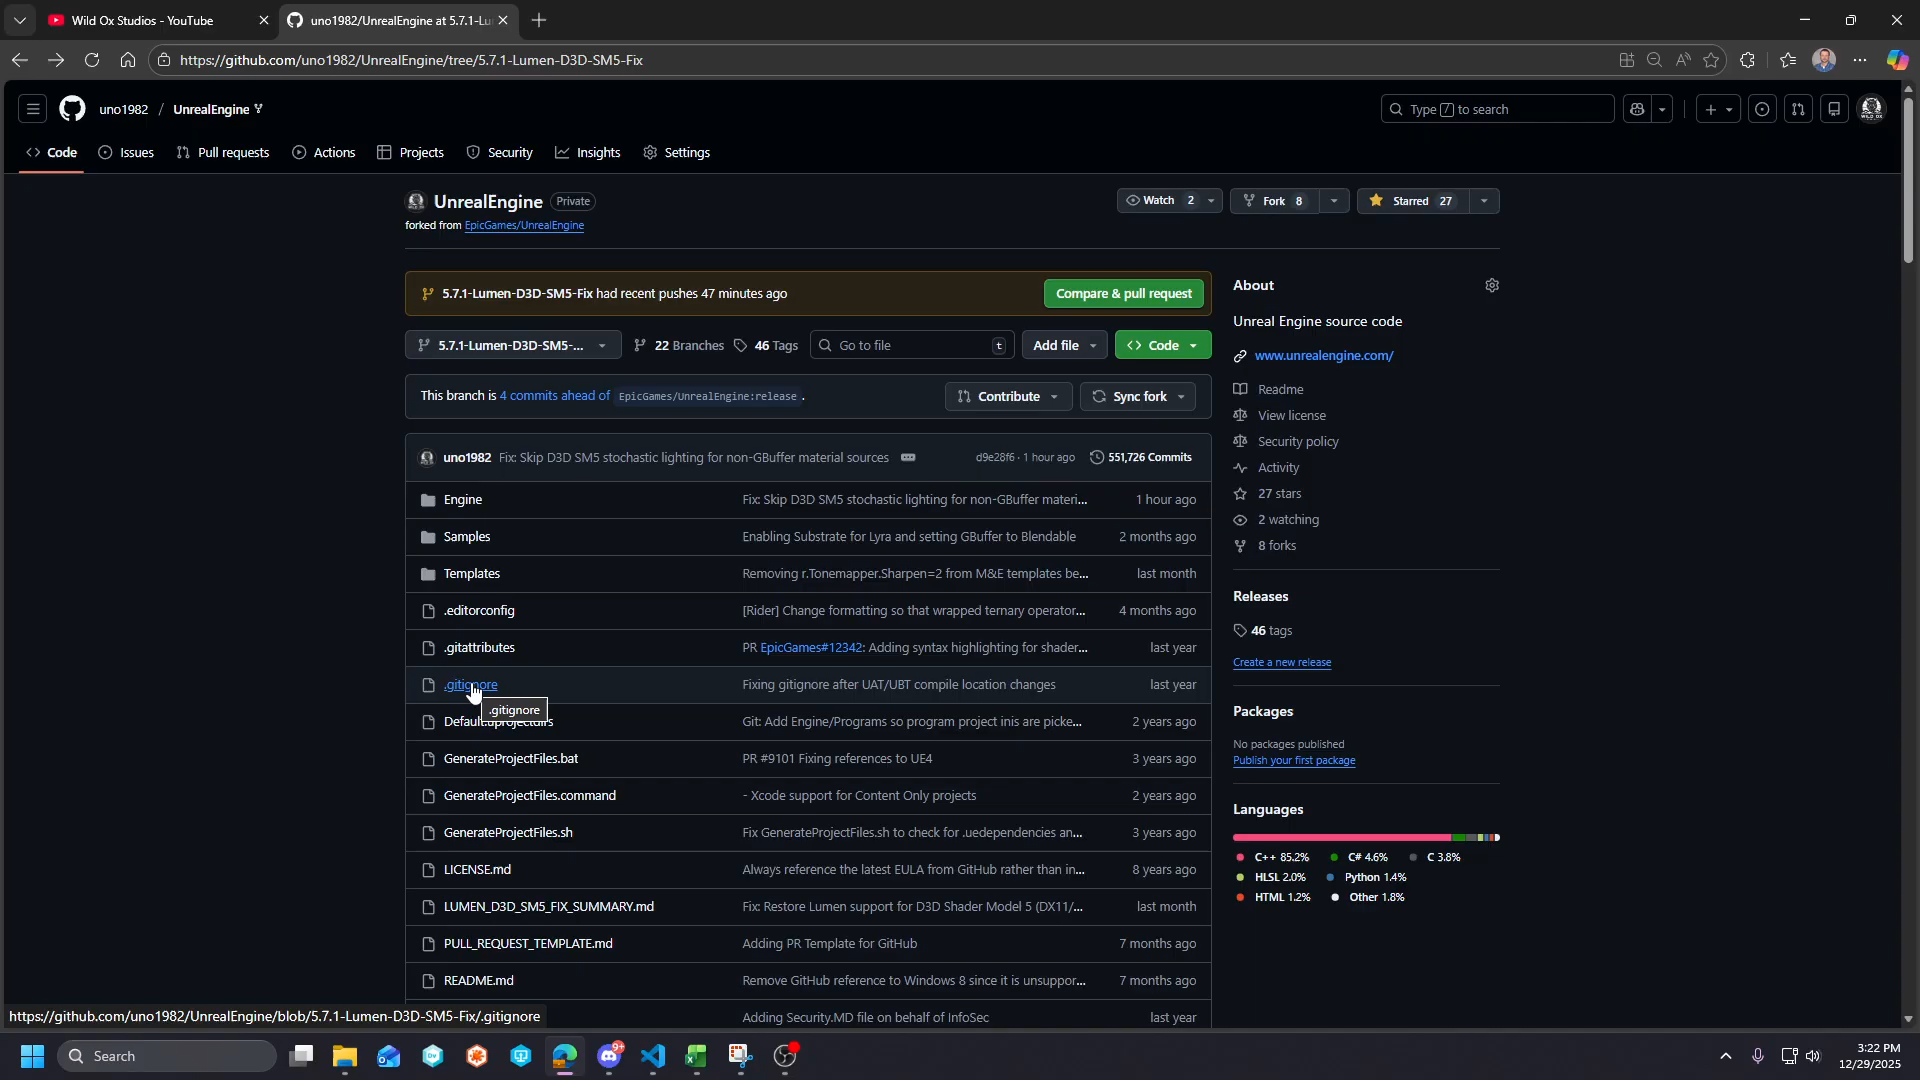 Wild Ox Studios - YouTube
uno1982/UnrealEngine at 5.7.1-Lu
https://github.com/uno1982/UnrealEngine/tree/5.7.1-Lumen-D3D-SM5-Fix
uno1982 / UnrealEngine
Type / to search
Code Issues Pull requests Actions Projects Security Insights Settings
UnrealEngine Private
forked from EpicGames/UnrealEngine
Watch 2 Fork 8 Starred 27
5.7.1-Lumen-D3D-SM5-Fix had recent pushes 47 minutes ago
Compare & pull request
5.7.1-Lumen-D3D-SM5-... 22 Branches 46 Tags Go to file t Add file Code
This branch is 4 commits ahead of EpicGames/UnrealEngine:release .
Contribute Sync fork
uno1982 Fix: Skip D3D SM5 stochastic lighting for non-GBuffer material sources d9e28f6 · 1 hour ago 551,726 Commits
Engine Fix: Skip D3D SM5 stochastic lighting for non-GBuffer materi... 1 hour ago
Samples Enabling Substrate for Lyra and setting GBuffer to Blendable 2 months ago
Templates Removing r.Tonemapper.Sharpen=2 from M&E templates be... last month
.editorconfig [Rider] Change formatting so that wrapped ternary operator... 4 months ago
.gitattributes PR EpicGames#12342: Adding syntax highlighting for shader... last year
.gitignore Fixing gitignore after UAT/UBT compile location changes last year
.gitignore
Default.uprojectdirs Git: Add Engine/Programs so program project inis are picke... 2 years ago
GenerateProjectFiles.bat PR #9101 Fixing references to UE4 3 years ago
GenerateProjectFiles.command - Xcode support for Content Only projects 2 years ago
GenerateProjectFiles.sh Fix GenerateProjectFiles.sh to check for .uedependencies an... 3 years ago
LICENSE.md Always reference the latest EULA from GitHub rather than in... 8 years ago
LUMEN_D3D_SM5_FIX_SUMMARY.md Fix: Restore Lumen support for D3D Shader Model 5 (DX11/... last month
PULL_REQUEST_TEMPLATE.md Adding PR Template for GitHub 7 months ago
README.md Remove GitHub reference to Windows 8 since it is unsuppor... 7 months ago
Adding Security.MD file on behalf of InfoSec last year
About
Unreal Engine source code
www.unrealengine.com/
Readme
View license
Security policy
Activity
27 stars
2 watching
8 forks
Releases
46 tags
Create a new release
Packages
No packages published
Publish your first package
Languages
C++ 85.2% C# 4.6% C 3.8%
HLSL 2.0% Python 1.4%
HTML 1.2% Other 1.8%
https://github.com/uno1982/UnrealEngine/blob/5.7.1-Lumen-D3D-SM5-Fix/.gitignore
Search
9+
3:22 PM
12/29/2025